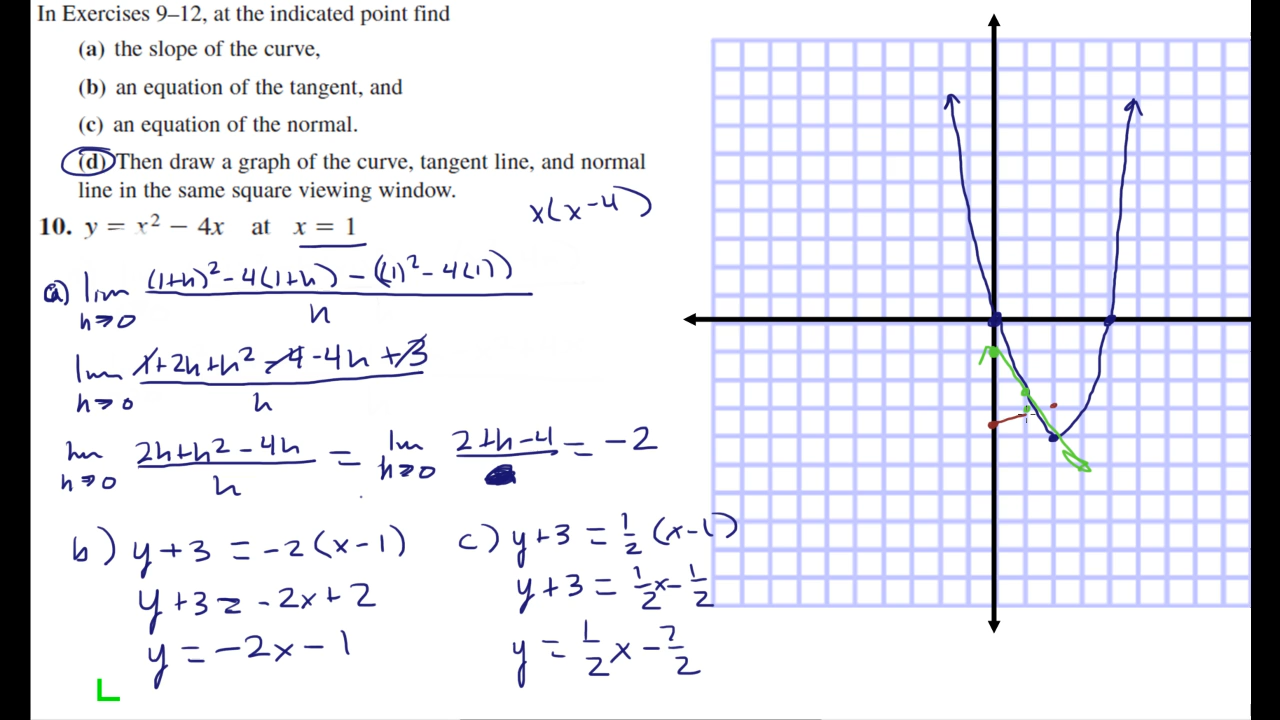 In Exercises 9–12, at the indicated point find
(a) the slope of the curve,
(b) an equation of the tangent, and
(c) an equation of the normal.
(d) Then draw a graph of the curve, tangent line, and normal
line in the same square viewing window.
x(x-4)
10. y = x² − 4x at x = 1
a) lim h→0 ((1+h)² - 4(1+h) - ((1)² - 4(1))) / h
lim h→0 (1+2h+h² -4 -4h +3) / h
lim h→0 (2h+h² - 4h) / h = lim h→0 2+h-4 = -2
b) y+3 = -2(x-1)
y+3 = -2x+2
y = -2x-1
c) y+3 = 1/2 (x-1)
y+3 = 1/2 x - 1/2
y = 1/2 x - 7/2